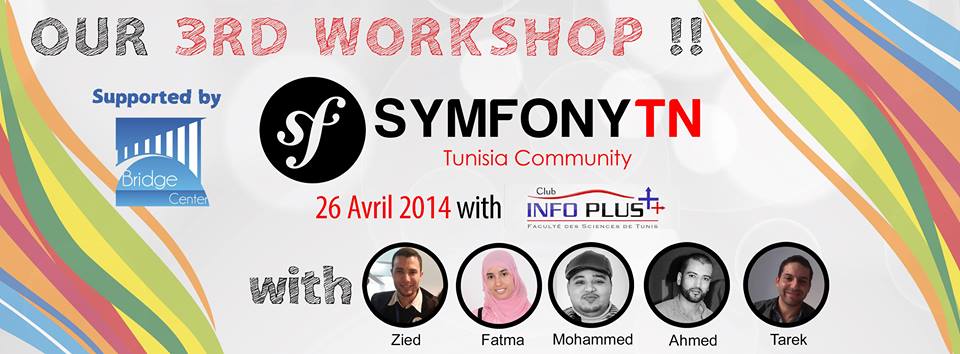 OUR 3RD WORKSHOP !!
Supported by
Bridge
Center
sf SYMFONYTN
Tunisia Community
26 Avril 2014 with
Club
INFO PLUS++
FACULTÉ DES SCIENCES DE TUNIS
with
Zied Fatma Mohammed Ahmed Tarek